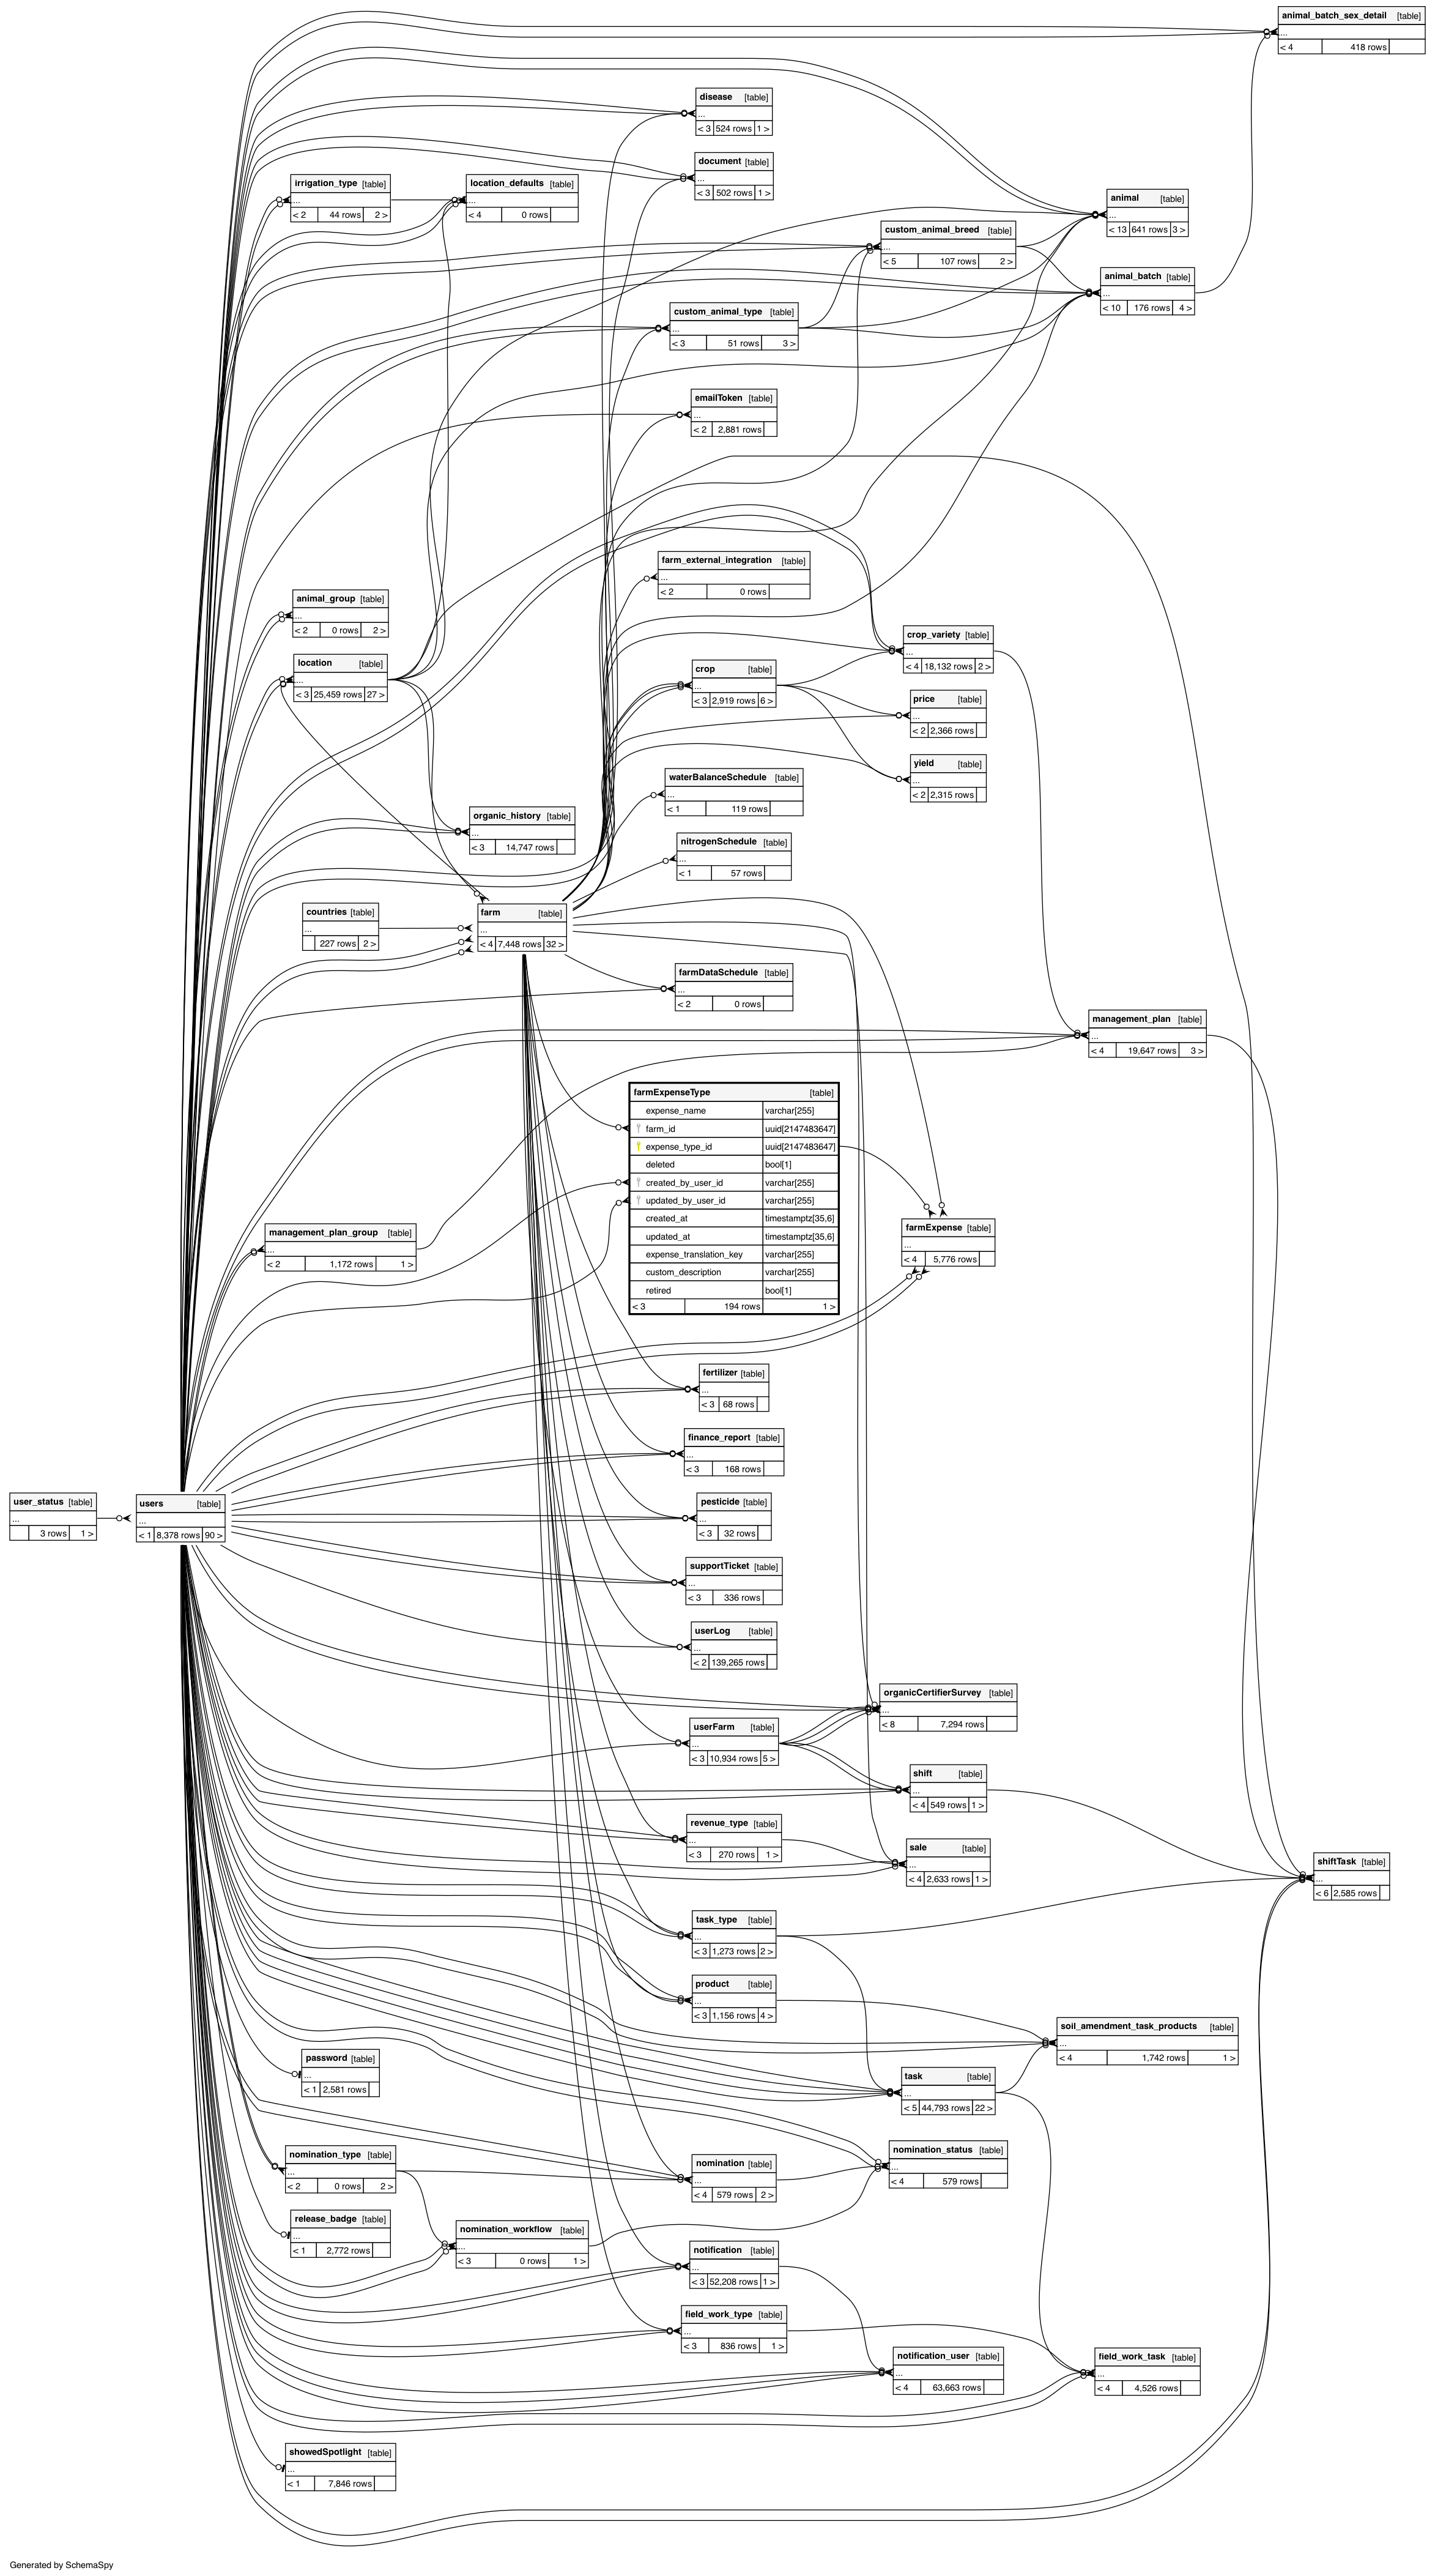 animal_batch_sex_detail [table]
...
< 4 418 rows
disease [table]
...
< 3 524 rows 1 >
document [table]
...
< 3 502 rows 1 >
irrigation_type [table]
...
< 2 44 rows 2 >
location_defaults [table]
...
< 4 0 rows
animal [table]
...
< 13 641 rows 3 >
custom_animal_breed [table]
...
< 5 107 rows 2 >
animal_batch [table]
...
< 10 176 rows 4 >
custom_animal_type [table]
...
< 3 51 rows 3 >
emailToken [table]
...
< 2 2,881 rows
farm_external_integration [table]
...
< 2 0 rows
animal_group [table]
...
< 2 0 rows 2 >
crop_variety [table]
...
< 4 18,132 rows 2 >
location [table]
...
< 3 25,459 rows 27 >
crop [table]
...
< 3 2,919 rows 6 >
price [table]
...
< 2 2,366 rows
yield [table]
...
< 2 2,315 rows
waterBalanceSchedule [table]
...
< 1 119 rows
organic_history [table]
...
< 3 14,747 rows
nitrogenSchedule [table]
...
< 1 57 rows
countries [table]
...
227 rows 2 >
farm [table]
...
< 4 7,448 rows 32 >
farmDataSchedule [table]
...
< 2 0 rows
management_plan [table]
...
< 4 19,647 rows 3 >
farmExpenseType [table]
expense_name varchar[255]
farm_id uuid[2147483647]
expense_type_id uuid[2147483647]
deleted bool[1]
created_by_user_id varchar[255]
updated_by_user_id varchar[255]
created_at timestamptz[35,6]
updated_at timestamptz[35,6]
expense_translation_key varchar[255]
custom_description varchar[255]
retired bool[1]
< 3 194 rows 1 >
farmExpense [table]
...
< 4 5,776 rows
management_plan_group [table]
...
< 2 1,172 rows 1 >
fertilizer [table]
...
< 3 68 rows
finance_report [table]
...
< 3 168 rows
user_status [table]
...
3 rows 1 >
users [table]
...
< 1 8,378 rows 90 >
pesticide [table]
...
< 3 32 rows
supportTicket [table]
...
< 3 336 rows
userLog [table]
...
< 2 139,265 rows
organicCertifierSurvey [table]
...
< 8 7,294 rows
userFarm [table]
...
< 3 10,934 rows 5 >
shift [table]
...
< 4 549 rows 1 >
revenue_type [table]
...
< 3 270 rows 1 >
sale [table]
...
< 4 2,633 rows 1 >
shiftTask [table]
...
< 6 2,585 rows
task_type [table]
...
< 3 1,273 rows 2 >
product [table]
...
< 3 1,156 rows 4 >
soil_amendment_task_products [table]
...
< 4 1,742 rows 1 >
password [table]
...
< 1 2,581 rows
task [table]
...
< 5 44,793 rows 22 >
nomination_type [table]
...
< 2 0 rows 2 >
nomination [table]
...
< 4 579 rows 2 >
nomination_status [table]
...
< 4 579 rows
release_badge [table]
...
< 1 2,772 rows
nomination_workflow [table]
...
< 3 0 rows 1 >
notification [table]
...
< 3 52,208 rows 1 >
field_work_type [table]
...
< 3 836 rows 1 >
notification_user [table]
...
< 4 63,663 rows
field_work_task [table]
...
< 4 4,526 rows
showedSpotlight [table]
...
< 1 7,846 rows
Generated by SchemaSpy